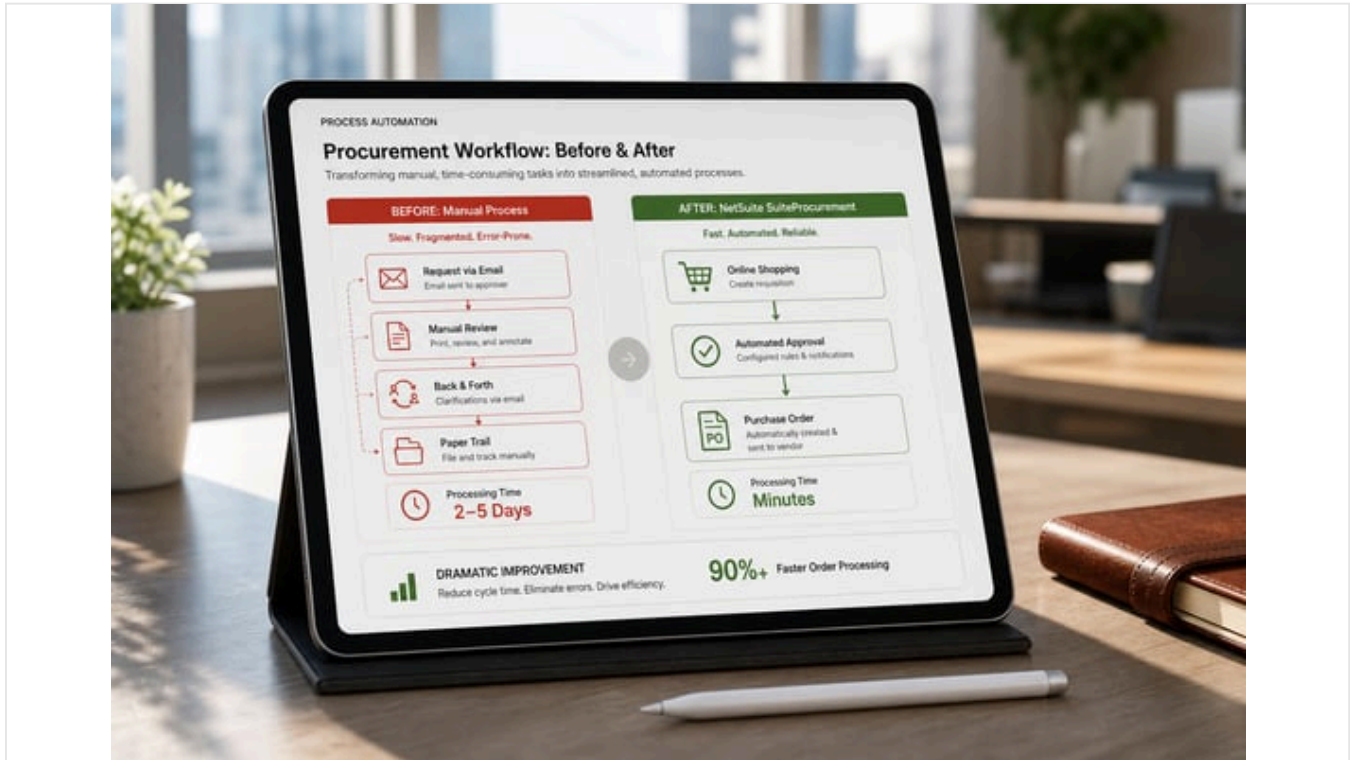 PROCESS AUTOMATION
Procurement Workflow: Before & After
Transforming manual, time-consuming tasks into streamlined, automated processes.
BEFORE: Manual Process
Slow. Fragmented. Error-Prone.
Request via Email
Email sent to approver
Manual Review
Print, review, and annotate
Back & Forth
Clarifications via email
Paper Trail
File and track manually
Processing Time
2–5 Days
AFTER: NetSuite SuiteProcurement
Fast. Automated. Reliable.
Online Shopping
Create requisition
Automated Approval
Configured rules & notifications
PO
Purchase Order
Automatically created &
sent to vendor
Processing Time
Minutes
DRAMATIC IMPROVEMENT
Reduce cycle time. Eliminate errors. Drive efficiency.
90%+ Faster Order Processing